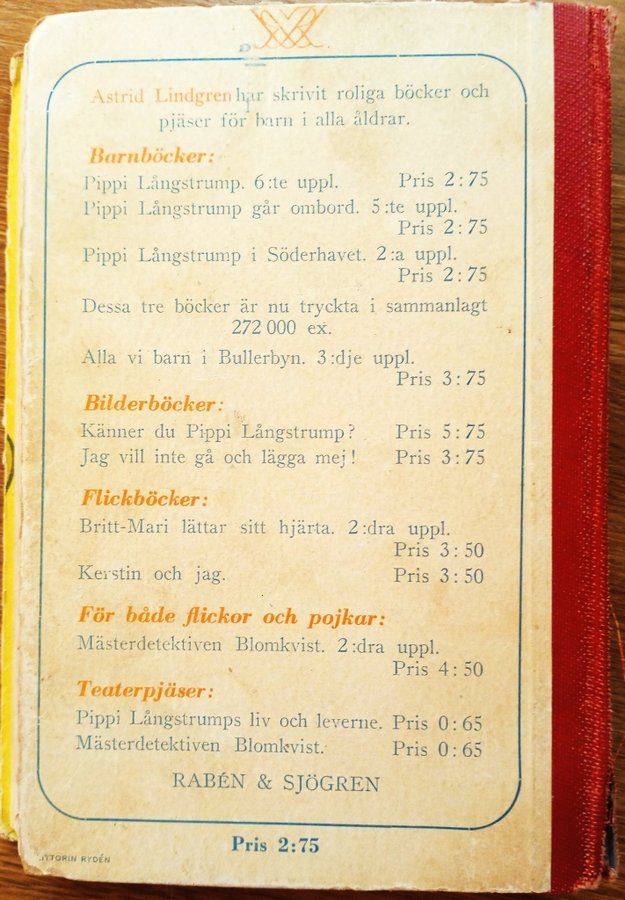 Astrid Lindgren har skrivit roliga böcker och
pjäser för barn i alla åldrar.
Barnböcker:
Pippi Långstrump. 6:te uppl. Pris 2:75
Pippi Långstrump går ombord. 5:te uppl.
Pris 2:75
Pippi Långstrump i Söderhavet. 2:a uppl.
Pris 2:75
Dessa tre böcker är nu tryckta i sammanlagt
272 000 ex.
Alla vi barn i Bullerbyn. 3:dje uppl.
Pris 3:75
Bilderböcker:
Känner du Pippi Långstrump? Pris 5:75
Jag vill inte gå och lägga mej! Pris 3:75
Flickböcker:
Britt-Mari lättar sitt hjärta. 2:dra uppl.
Pris 3:50
Kerstin och jag. Pris 3:50
För både flickor och pojkar:
Mästerdetektiven Blomkvist. 2:dra uppl.
Pris 4:50
Teaterpjäser:
Pippi Långstrumps liv och leverne. Pris 0:65
Mästerdetektiven Blomkvist. Pris 0:65
RABÉN & SJÖGREN
Pris 2:75
RYDÉN